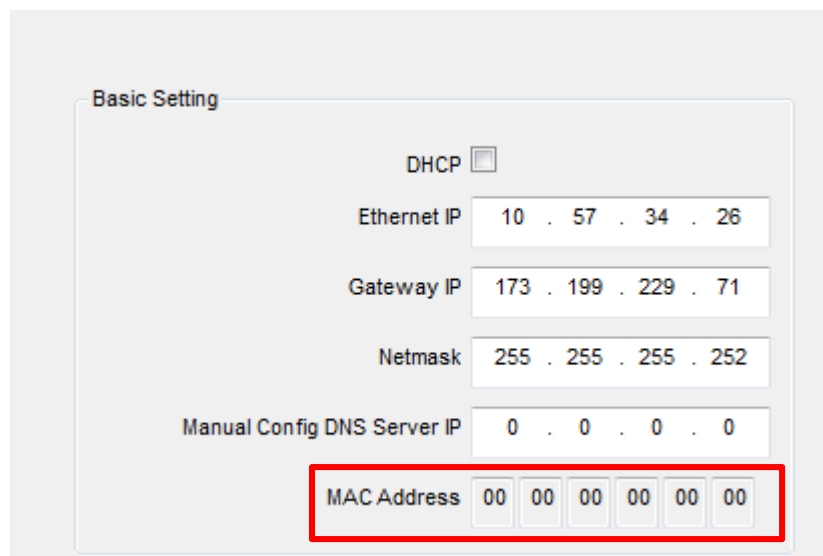 Basic Setting
DHCP
Ethernet IP 10 . 57 . 34 . 26
Gateway IP 173 . 199 . 229 . 71
Netmask 255 . 255 . 255 . 252
Manual Config DNS Server IP 0 . 0 . 0 . 0
MAC Address 00 00 00 00 00 00